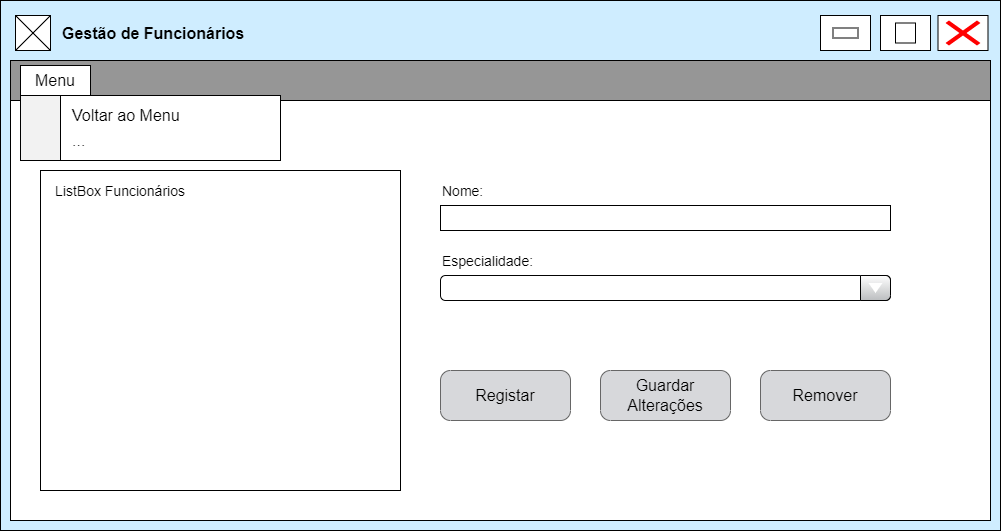 Gestão de Funcionários
Menu
Voltar ao Menu
...
ListBox Funcionários
Nome:
Especialidade:
Registar
Guardar
Alterações
Remover